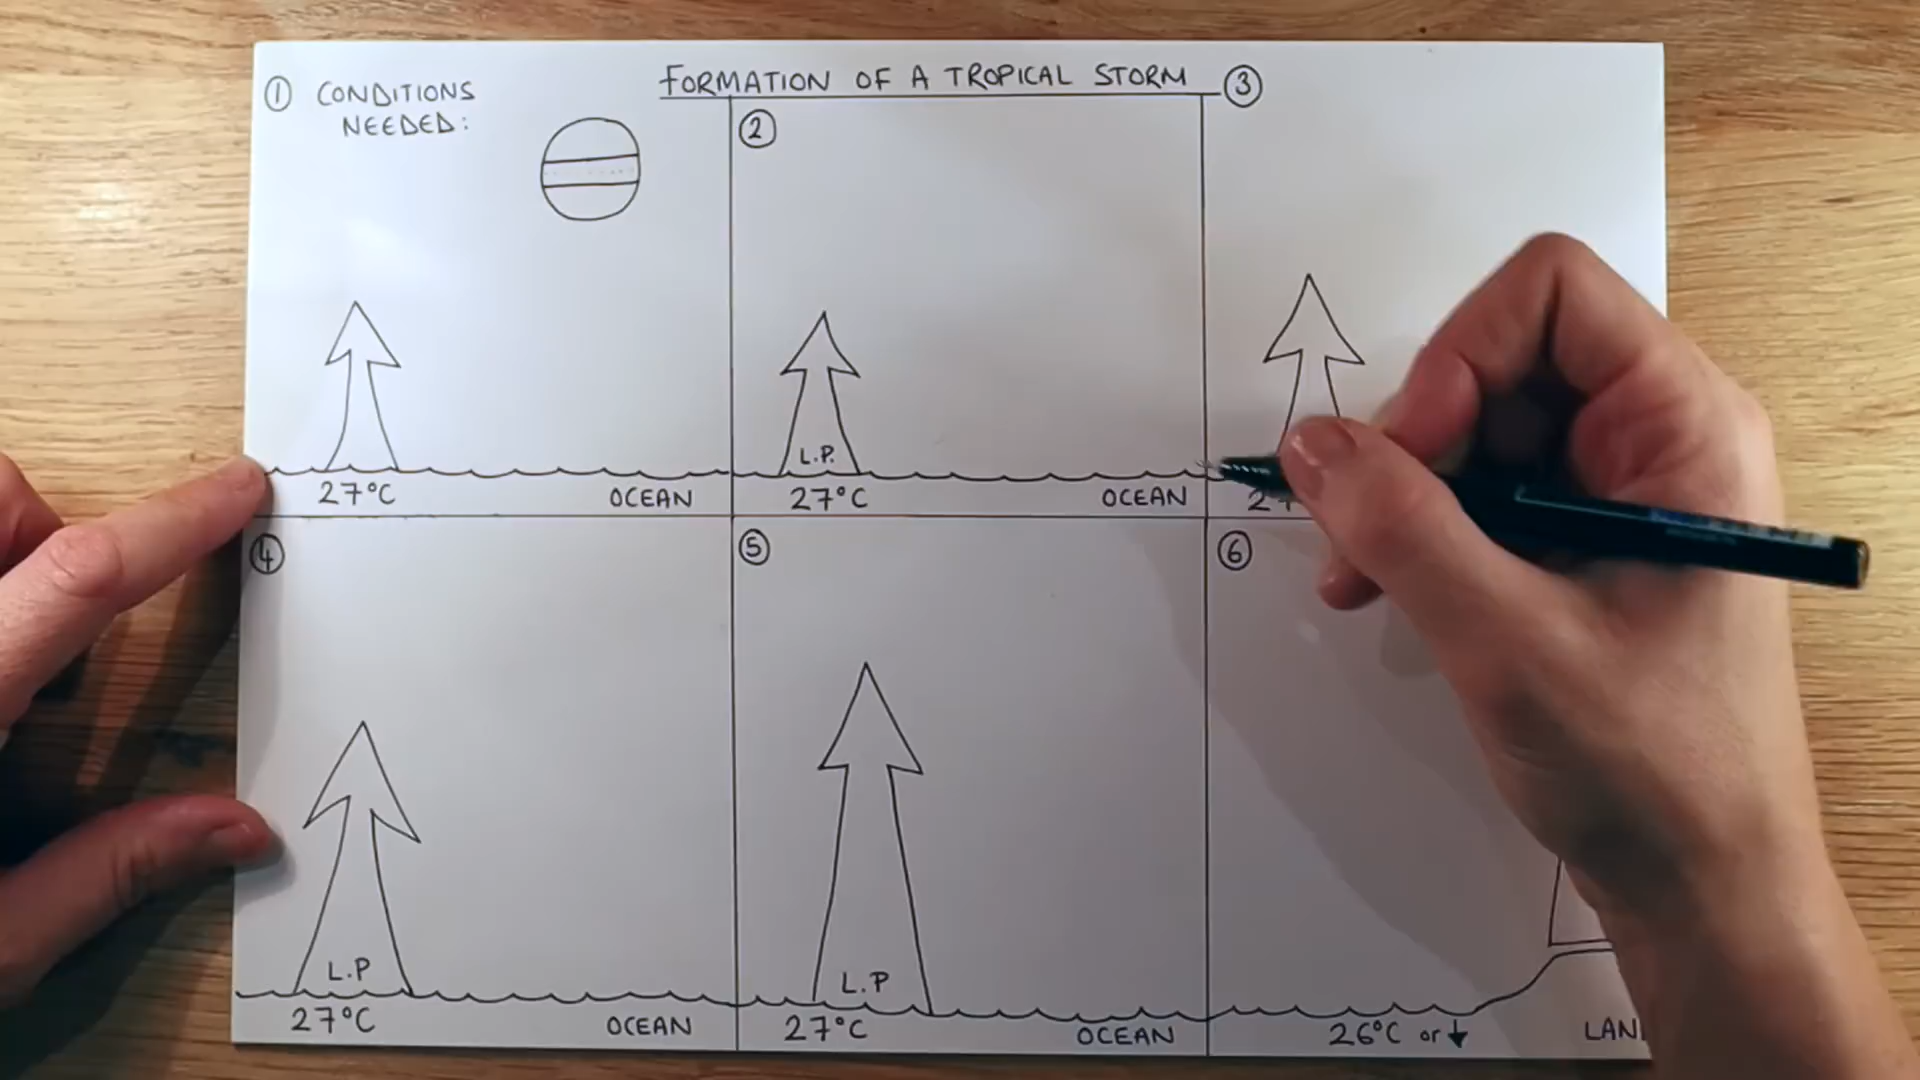 FORMATION OF A TROPICAL STORM
① CONDITIONS
NEEDED:
27°C
OCEAN
②
L.P.
27°C
OCEAN
③
④
L.P
27°C
OCEAN
⑤
L.P
27°C
OCEAN
⑥
26°C or ↓